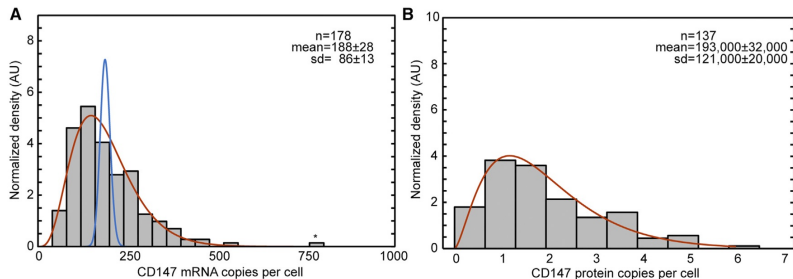 A
Normalized density (AU)
8
6
4
2
0
n=178
mean=188±28
sd= 86±13
*
0
250
500
750
1000
CD147 mRNA copies per cell
B
Normalized density (AU)
10
8
6
4
2
0
n=137
mean=193,000±32,000
sd=121,000±20,000
0
1
2
3
4
5
6
7
CD147 protein copies per cell